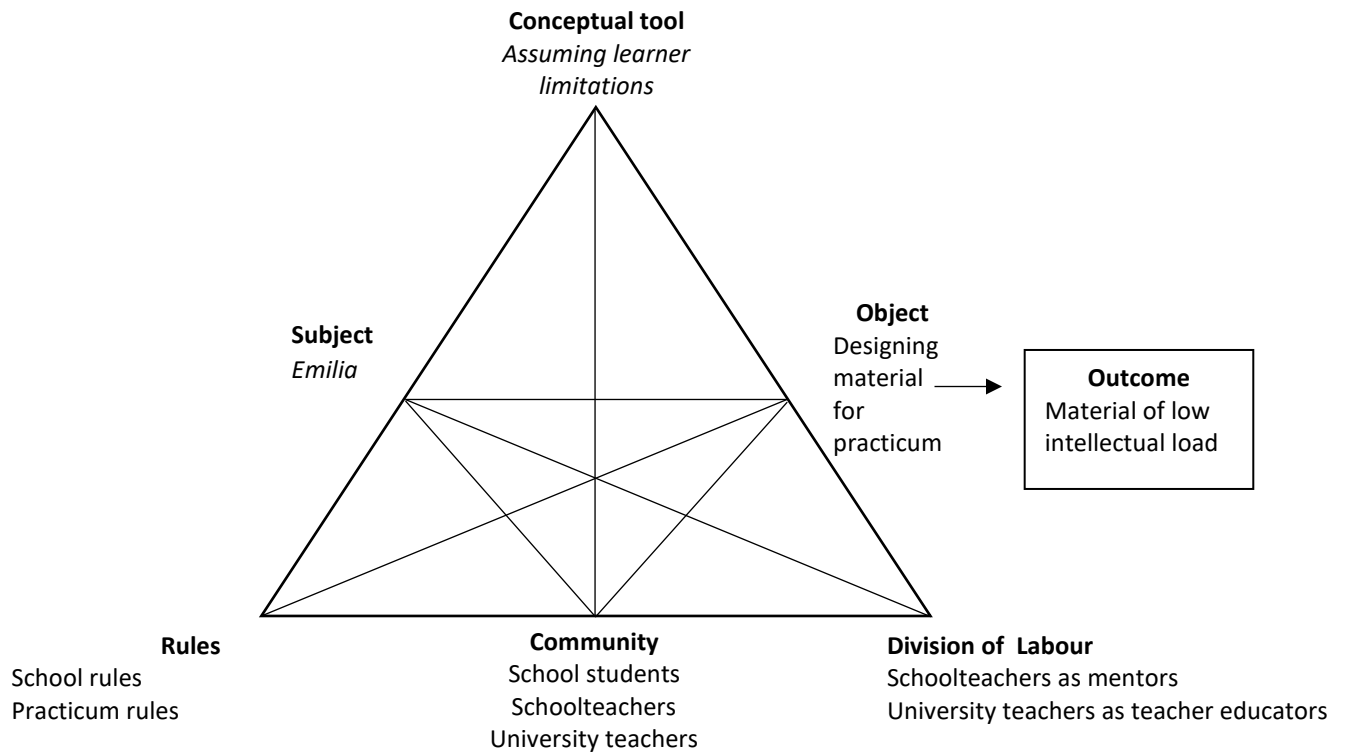 Conceptual tool
Assuming learner
limitations
Subject
Emilia
Object
Designing
material
for
practicum
Outcome
Material of low
intellectual load
Rules
School rules
Practicum rules
Community
School students
Schoolteachers
University teachers
Division of Labour
Schoolteachers as mentors
University teachers as teacher educators